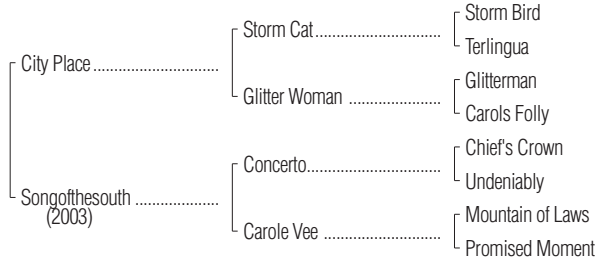 Storm Bird
Storm Cat
Terlingua
City Place
Glitterman
Glitter Woman
Carols Folly
Chief's Crown
Concerto
Undeniably
Songofthesouth
(2003)
Mountain of Laws
Carole Vee
Promised Moment